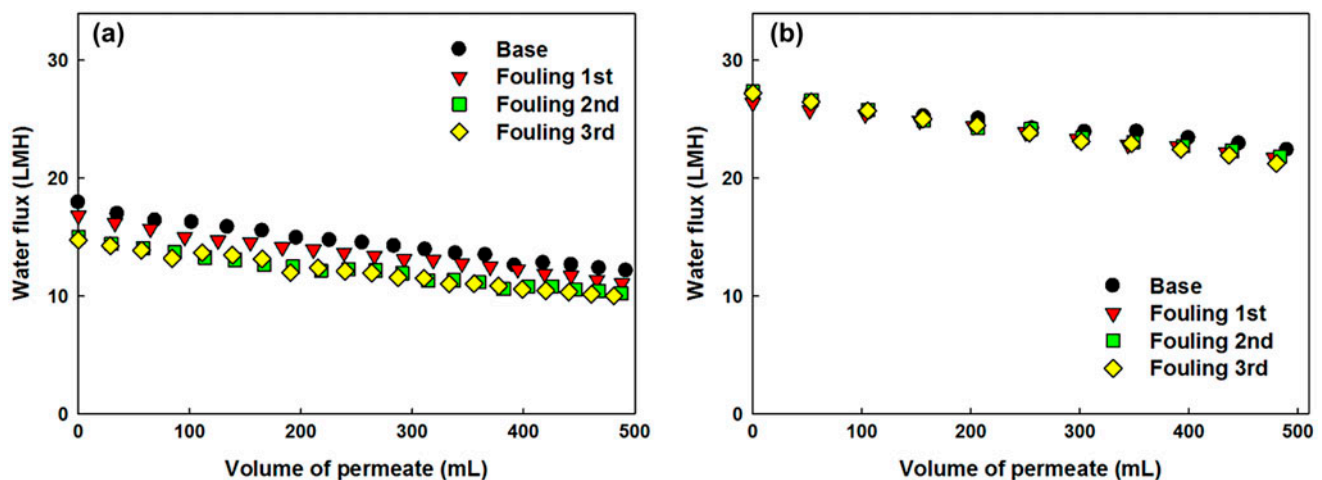 (a)
Base
Fouling 1st
Fouling 2nd
Fouling 3rd
30
20
10
0
Water flux (LMH)
0 100 200 300 400 500
Volume of permeate (mL)
(b)
30
20
10
0
Water flux (LMH)
Base
Fouling 1st
Fouling 2nd
Fouling 3rd
0 100 200 300 400 500
Volume of permeate (mL)